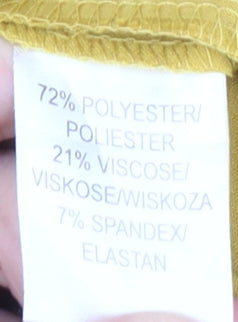 72% POLYESTER/
POLIESTER
21% VISCOSE/
VISKOSE/WISKOZA
7% SPANDEX/
ELASTAN